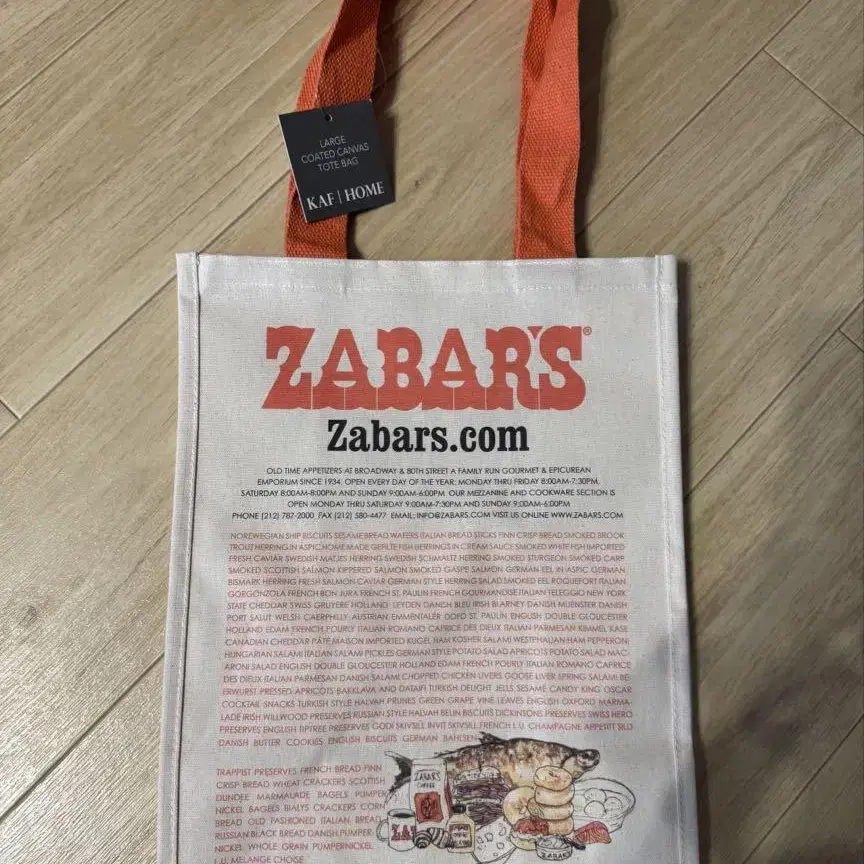 LARGE
COATED CANVAS
TOTE BAG
KAF | HOME
ZABAR'S®
Zabars.com
OLD TIME APPETIZERS AT BROADWAY & 80TH STREET A FAMILY RUN GOURMET & EPICUREAN
EMPORIUM SINCE 1934. OPEN EVERY DAY OF THE YEAR: MONDAY THRU FRIDAY 8:00AM-7:30PM,
SATURDAY 8:00AM-8:00PM AND SUNDAY 9:00AM-6:00PM OUR MEZZANINE AND COOKWARE SECTION IS
OPEN MONDAY THRU SATURDAY 9:00AM-7:30PM AND SUNDAY 9:00AM-6:00PM
PHONE (212) 787-2000 FAX (212) 580-4477 EMAIL: INFO@ZABARS.COM VISIT US ONLINE WWW.ZABARS.COM
NOREWEGIAN SHIP BISCUITS SESAME BREAD WAFERS ITALIAN BREAD STICKS FINN CRISP BREAD SMOKED BROOK
TROUT HERRING IN ASPIC HOME MADE GEFILTE FISH HERRINGS IN CREAM SAUCE SMOKED WHITE FISH IMPORTED
FRESH CAVIAR SWEDISH MATJES HERRING SWEDISH SCHMALTZ HERRING SMOKED STURGEON SMOKED CARP
SMOKED SCOTTISH SALMON KIPPERED SALMON SMOKED GASPE SALMON GERMAN EEL IN ASPIC GERMAN
BISMARK HERRING FRESH SALMON CAVIAR GERMAN STYLE HERRING SALAD SMOKED EEL ROQUEFORT ITALIAN
GORGONZOLA FRENCH BON JURA FRENCH ST. PAULIN FRENCH GOURMANDISE ITALIAN TELEGGIO NEW YORK
STATE CHEDDAR SWISS GRUYERE HOLLAND LEYDEN DANISH BLEU IRISH BLARNEY DANISH MUENSTER DANISH
PORT SALUT WELSH CAERPHILLY AUSTRIAN EMMENTALER ST. PAULIN ENGLISH DOUBLE GLOUCESTER
HOLLAND EDAM FRENCH POURLY ITALIAN ROMANO CAPRICE DES DIEUX ITALIAN PARMESAN KASE
CANADIAN CHEDDAR PÂTÉ MAISON IMPORTED KUGEL HAM KOSHER SALAMI WESTPHALIAN HAM PEPPERONI
HUNGARIAN SALAMI ITALIAN SALAMI PICKLES GERMAN STYLE POTATO SALAD APRICOTS POTATO SALAD MAC-
ARONI SALAD ENGLISH DOUBLE GLOUCESTER HOLLAND EDAM FRENCH POURLY ITALIAN ROMANO CAPRICE
DES DIEUX ITALIAN PARMESAN DANISH SALAMI CHOPPED CHICKEN LIVERS GOOSE LIVER SPRING SALAMI BE
ERWURST PRESSED APRICOTS BAKKLAVA AND DATAIFI TURKISH DELIGHT JELLS SESAME CANDY KING OSCAR
COCKTAIL SNACKS TURKISH STYLE HALVAH PRUNES GREEN GRAPE VINE LEAVES ENGLISH OXFORD MARMA-
LADE IRISH WILLWOOD PRESERVES RUSSIAN STYLE HALVAH BELIN BISCUITS DICKINSONS PRESERVES SWISS HERO
PRESERVES ENGLISH TIPTREE PRESERVES SKIVSILL FRENCH L.U. CHAMPAGNE APPETIT SILD
DANISH BUTTER COOKIES ENGLISH BISCUITS GERMAN BAHLSEN
TRAPPIST PRESERVES FRENCH BREAD FINN
CRISP BREAD WHEAT CRACKERS SCOTTISH
DUNDEE MARMALADE BAGELS PUMPER
NICKEL BAGELS BIALYS CRACKERS CORN
BREAD OLD FASHIONED ITALIAN BREAD
RUSSIAN BLACK BREAD DANISH PUMPER
NICKEL WHOLE GRAIN PUMPERNICKEL
L.U. MELANGE CHOISE
ZABAR'S
COFFEE
ZA
ZABAR'S